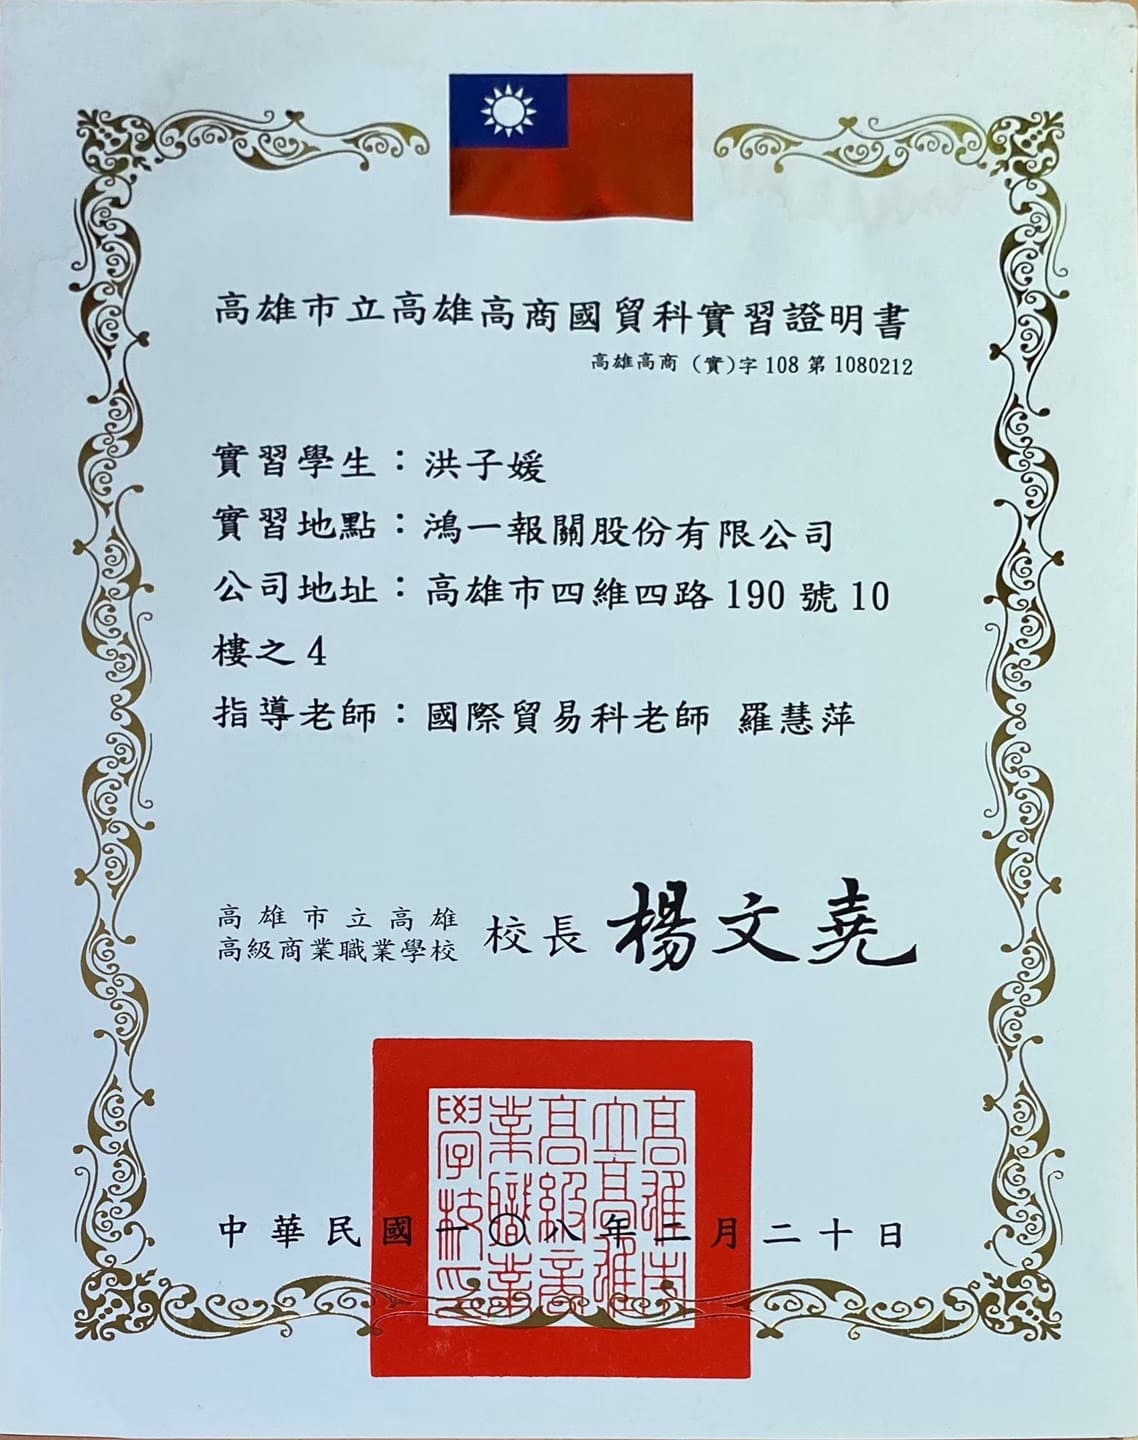 高雄市立高雄高商國貿科實習證明書
高雄高商 (實)字 108 第 1080212
實習學生：洪子媛
實習地點：鴻一報關股份有限公司
公司地址：高雄市四維四路 190 號 10
樓之 4
指導老師：國際貿易科老師 羅慧萍
高雄市立高雄
高級商業職業學校 校長 楊文堯
高雄市立高雄高級商業職業學校印
中華民國一〇八年二月二十日